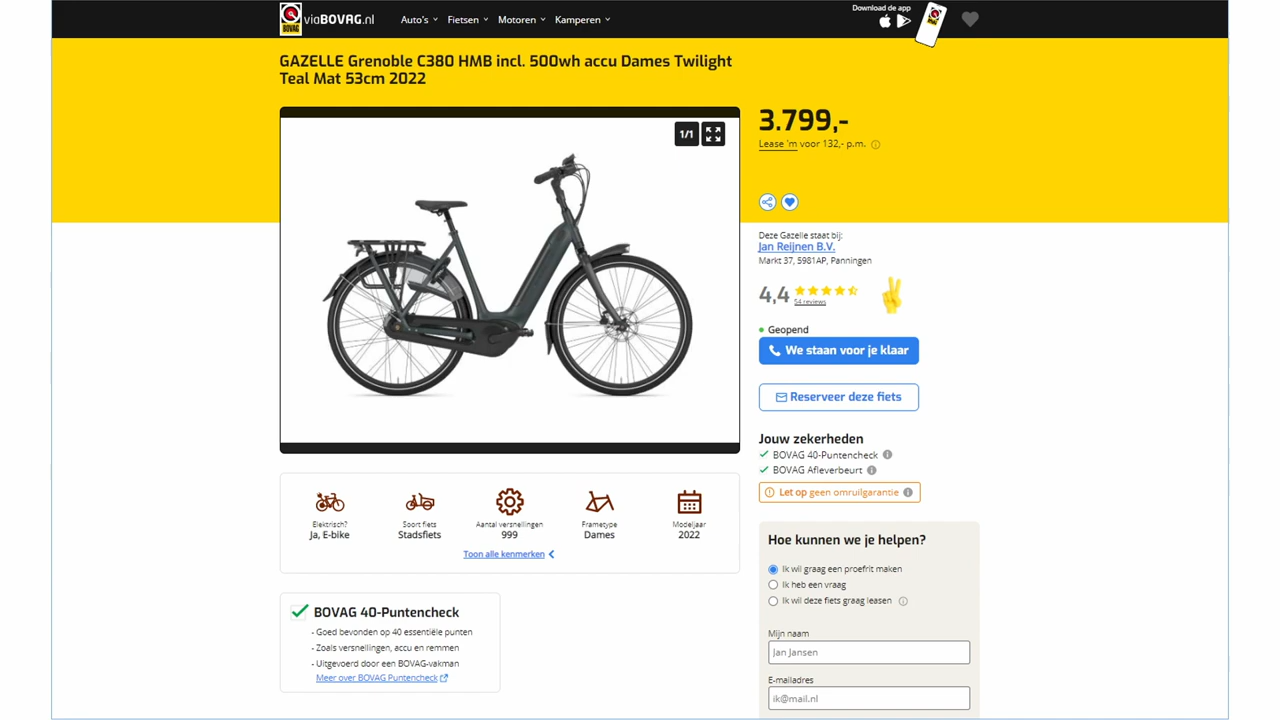 BOVAG
viaBOVAG.nl
Auto's
Fietsen
Motoren
Kamperen
Download de app
GAZELLE Grenoble C380 HMB incl. 500wh accu Dames Twilight
Teal Mat 53cm 2022
1/1
3.799,-
Lease 'm voor 132,- p.m.
Deze Gazelle staat bij:
Jan Reijnen B.V.
Markt 37, 5981AP, Panningen
4,4
54 reviews
Geopend
We staan voor je klaar
Reserveer deze fiets
Jouw zekerheden
BOVAG 40-Puntencheck
BOVAG Afleverbeurt
Let op geen omruilgarantie
Elektrisch?
Ja, E-bike
Soort fiets
Stadsfiets
Aantal versnellingen
999
Frametype
Dames
Modeljaar
2022
Toon alle kenmerken
BOVAG 40-Puntencheck
- Goed bevonden op 40 essentiële punten
- Zoals versnellingen, accu en remmen
- Uitgevoerd door een BOVAG-vakman
Meer over BOVAG Puntencheck
Hoe kunnen we je helpen?
Ik wil graag een proefrit maken
Ik heb een vraag
Ik wil deze fiets graag leasen
Mijn naam
Jan Jansen
E-mailadres
ik@mail.nl